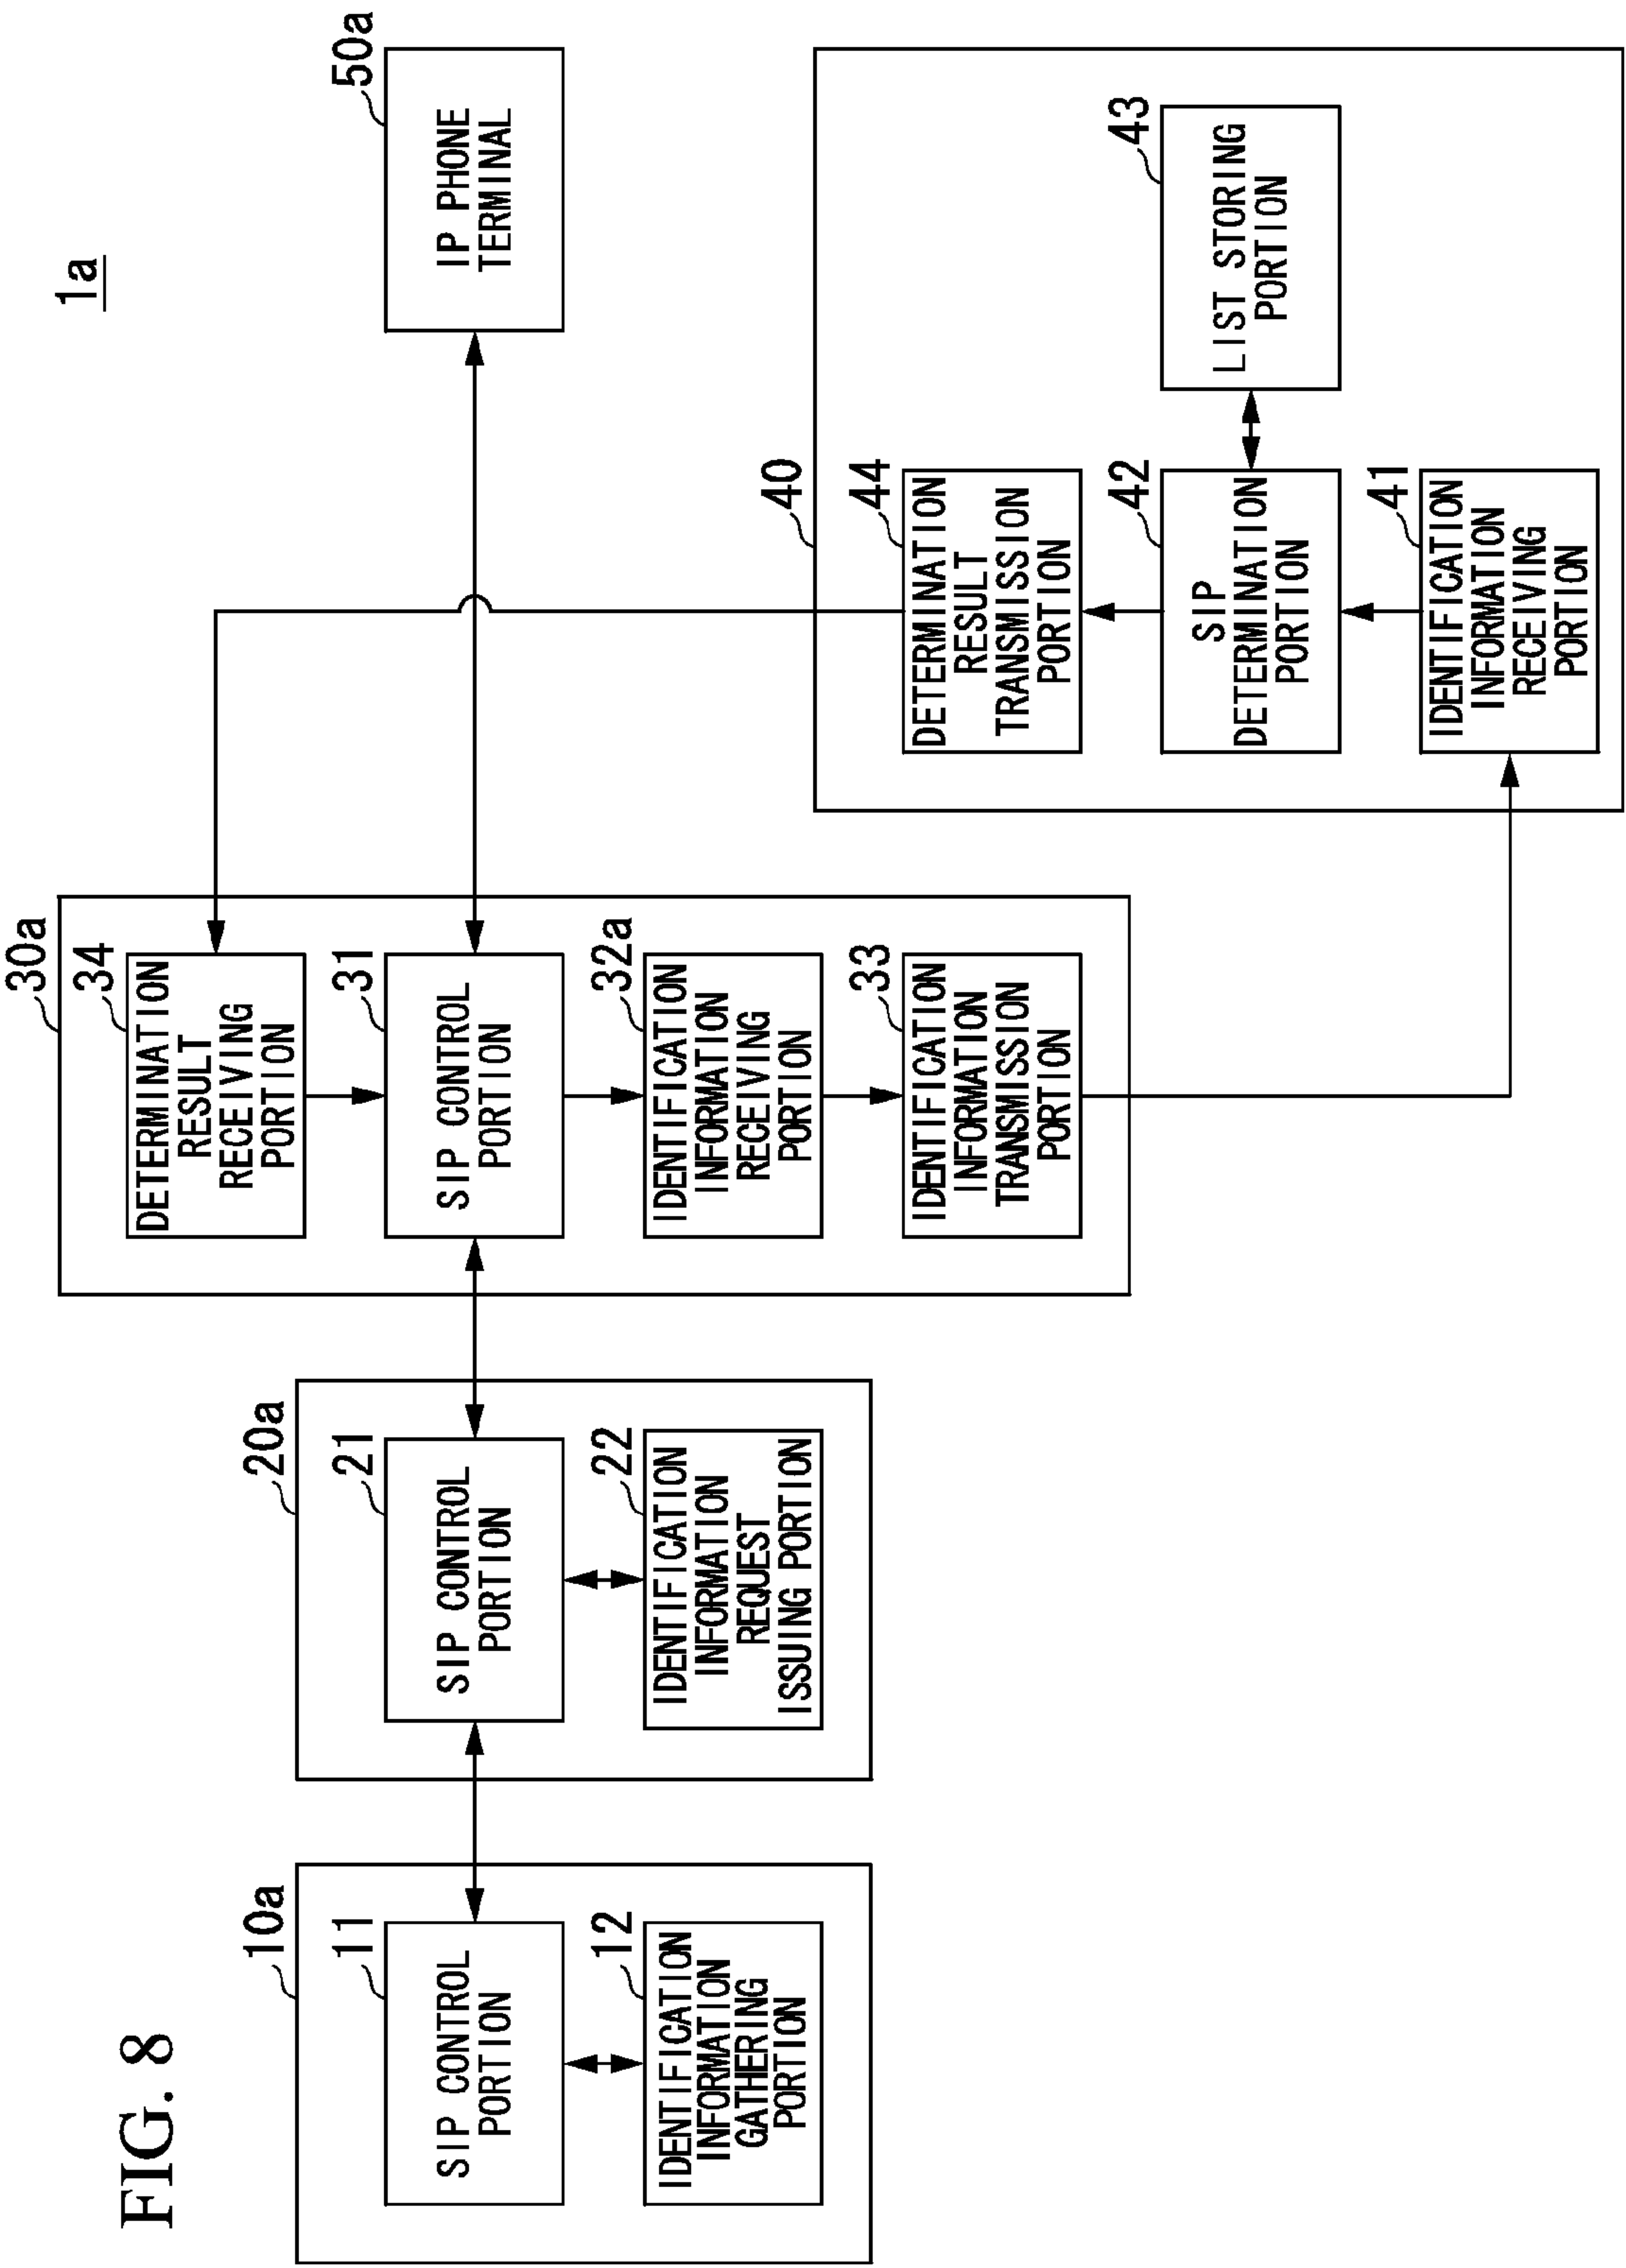 FIG. 8
1a
10a
11
SIP CONTROL
PORTION
12
IDENTIFICATION
INFORMATION
GATHERING
PORTION
20a
21
SIP CONTROL
PORTION
22
IDENTIFICATION
INFORMATION
REQUEST
ISSUING PORTION
30a
34
DETERMINATION
RESULT
RECEIVING
PORTION
31
SIP CONTROL
PORTION
32a
IDENTIFICATION
INFORMATION
RECEIVING
PORTION
33
IDENTIFICATION
INFORMATION
TRANSMISSION
PORTION
50a
IP PHONE
TERMINAL
40
44
DETERMINATION
RESULT
TRANSMISSION
PORTION
42
SIP
DETERMINATION
PORTION
43
LIST STORING
PORTION
41
IDENTIFICATION
INFORMATION
RECEIVING
PORTION